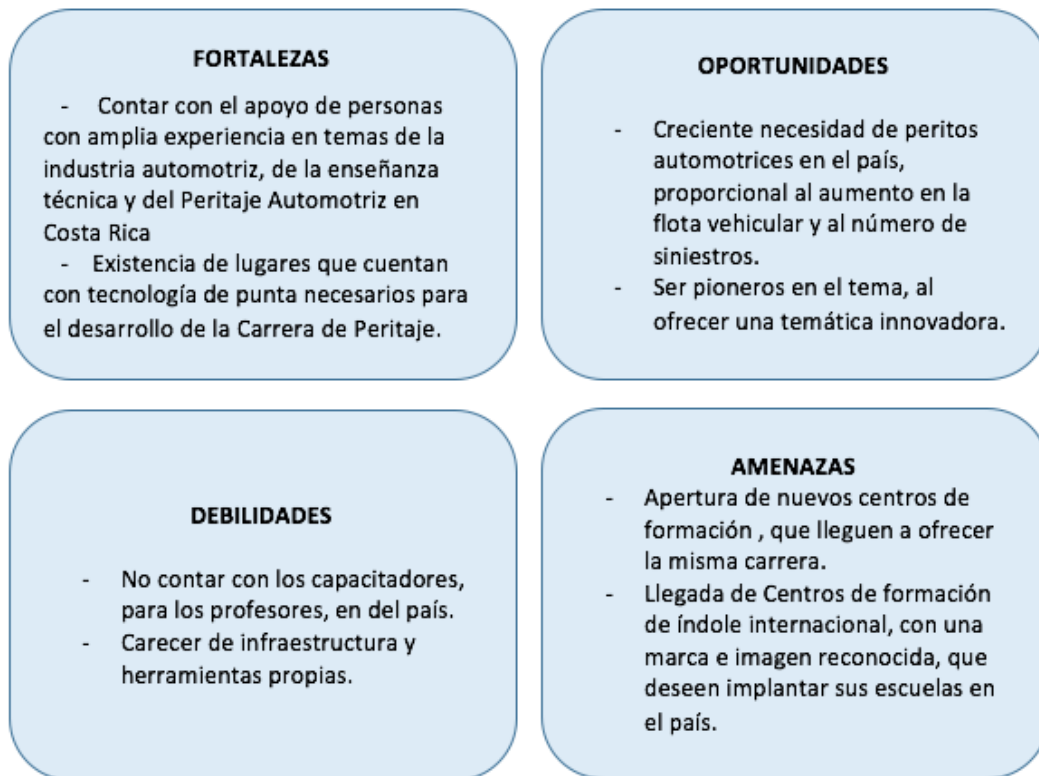 FORTALEZAS
- Contar con el apoyo de personas
con amplia experiencia en temas de la
industria automotriz, de la enseñanza
técnica y del Peritaje Automotriz en
Costa Rica
- Existencia de lugares que cuentan
con tecnología de punta necesarios para
el desarrollo de la Carrera de Peritaje.
OPORTUNIDADES
- Creciente necesidad de peritos
automotrices en el país,
proporcional al aumento en la
flota vehicular y al número de
siniestros.
- Ser pioneros en el tema, al
ofrecer una temática innovadora.
DEBILIDADES
- No contar con los capacitadores,
para los profesores, en del país.
- Carecer de infraestructura y
herramientas propias.
AMENAZAS
- Apertura de nuevos centros de
formación , que lleguen a ofrecer
la misma carrera.
- Llegada de Centros de formación
de índole internacional, con una
marca e imagen reconocida, que
deseen implantar sus escuelas en
el país.